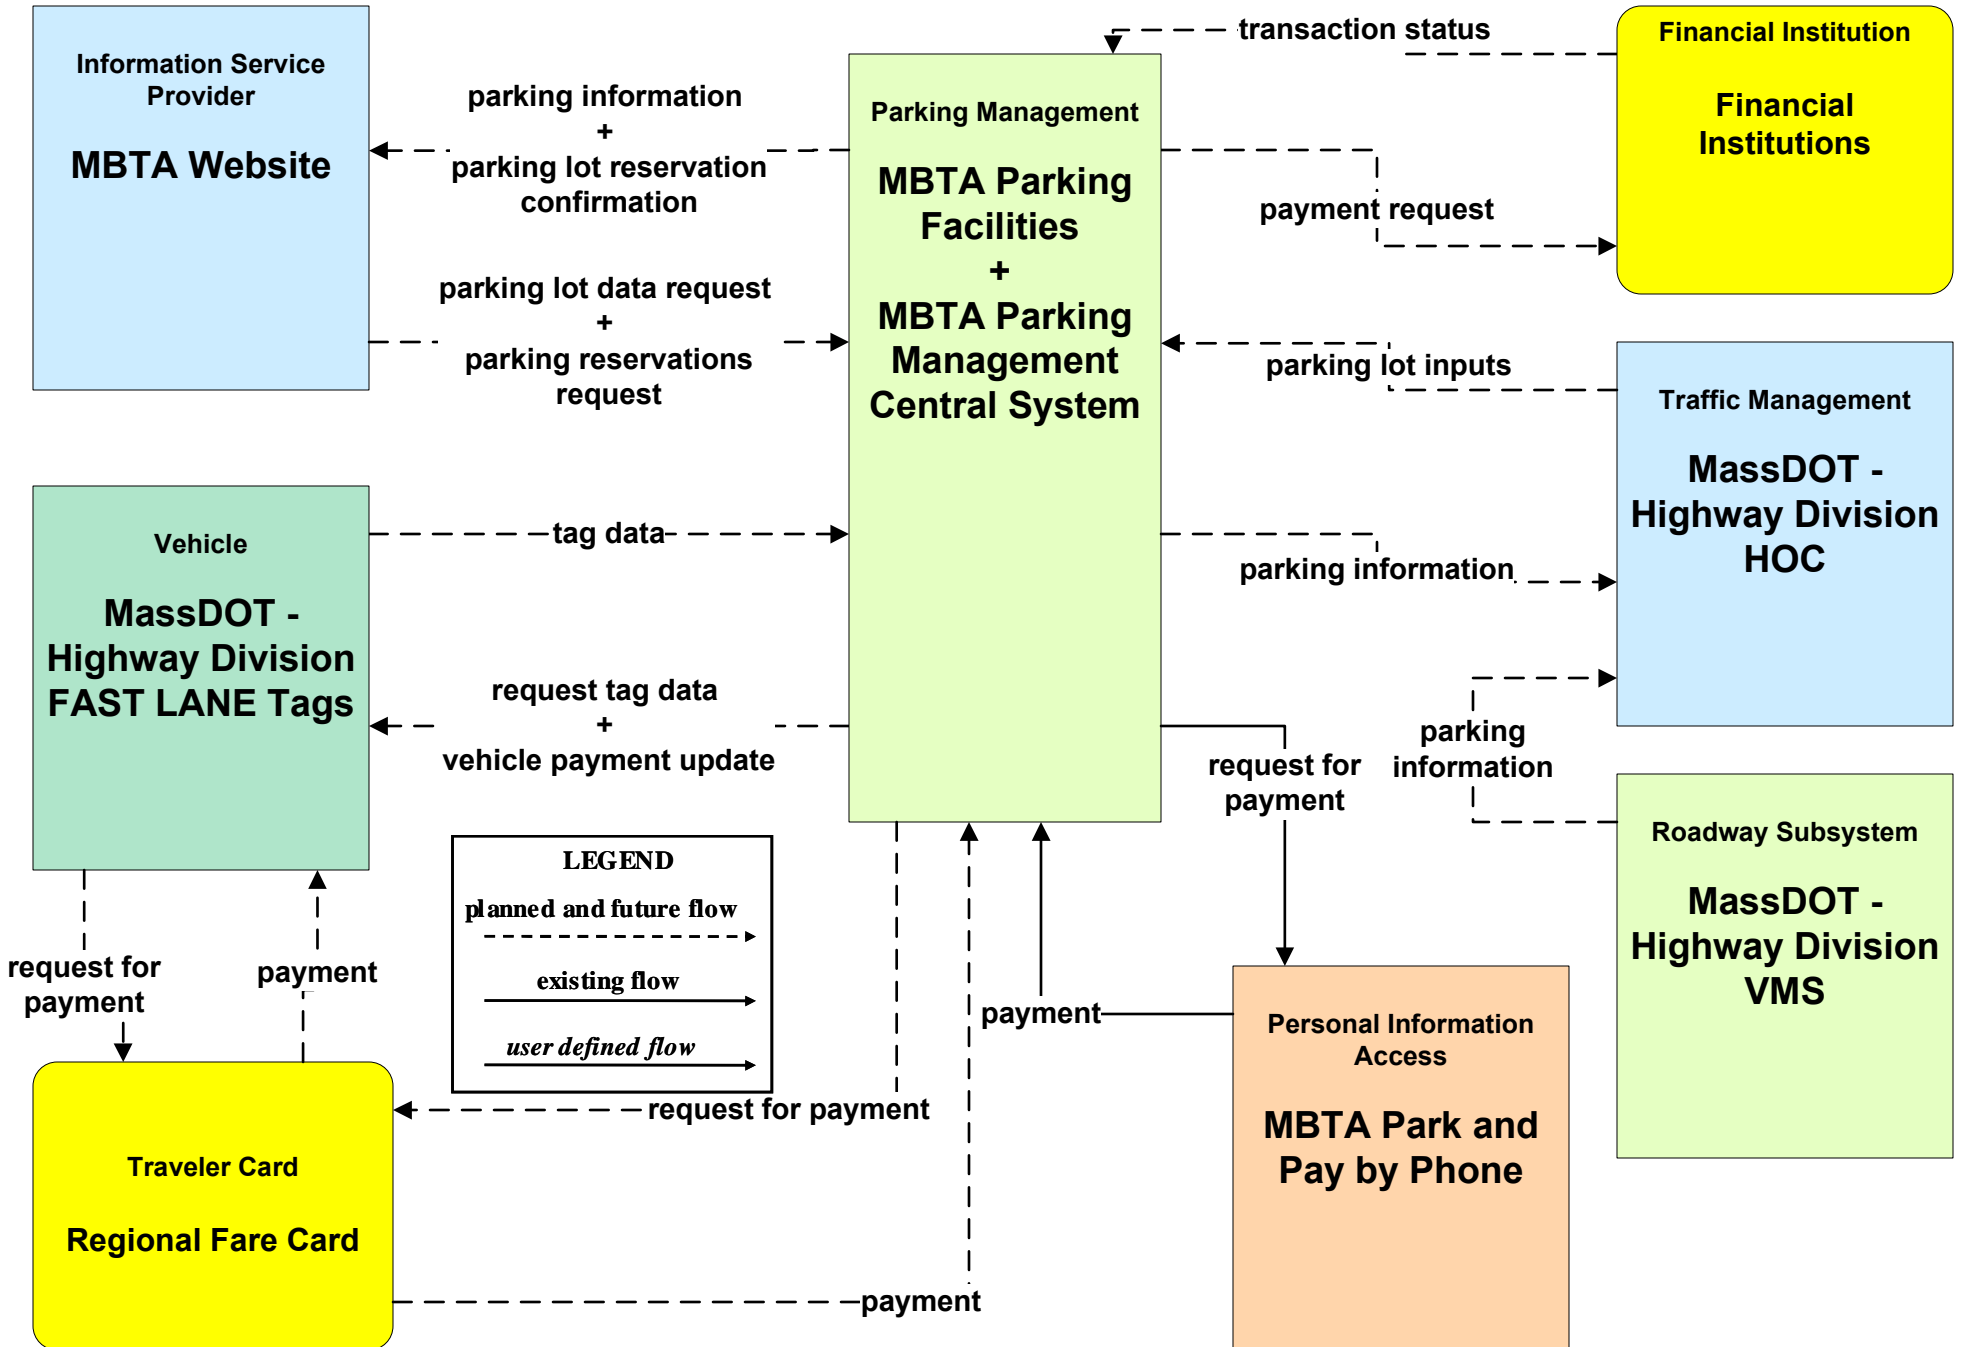 Information Service
Provider
MBTA Website
parking information
+
parking lot reservation
confirmation
parking lot data request
+
parking reservations
request
Parking Management
MBTA Parking
Facilities
+
MBTA Parking
Management
Central System
transaction status
payment request
Financial Institution
Financial
Institutions
parking lot inputs
Traffic Management
MassDOT -
Highway Division
HOC
parking information
Vehicle
MassDOT -
Highway Division
FAST LANE Tags
tag data
request tag data
+
vehicle payment update
request for
payment
parking
information
Roadway Subsystem
MassDOT -
Highway Division
VMS
LEGEND
planned and future flow
existing flow
user defined flow
request for
payment
payment
payment
Personal Information
Access
MBTA Park and
Pay by Phone
request for payment
Traveler Card
Regional Fare Card
payment